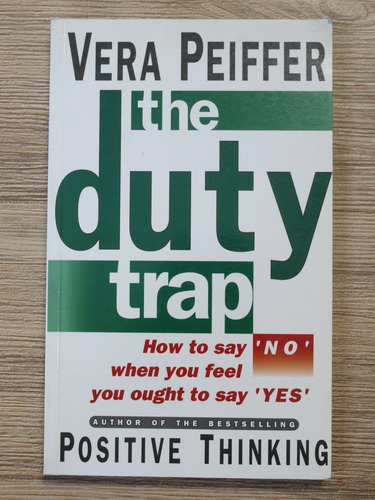 VERA PEIFFER
the
duty
trap
How to say 'NO'
when you feel
you ought to say 'YES'
AUTHOR OF THE BESTSELLING
POSITIVE THINKING